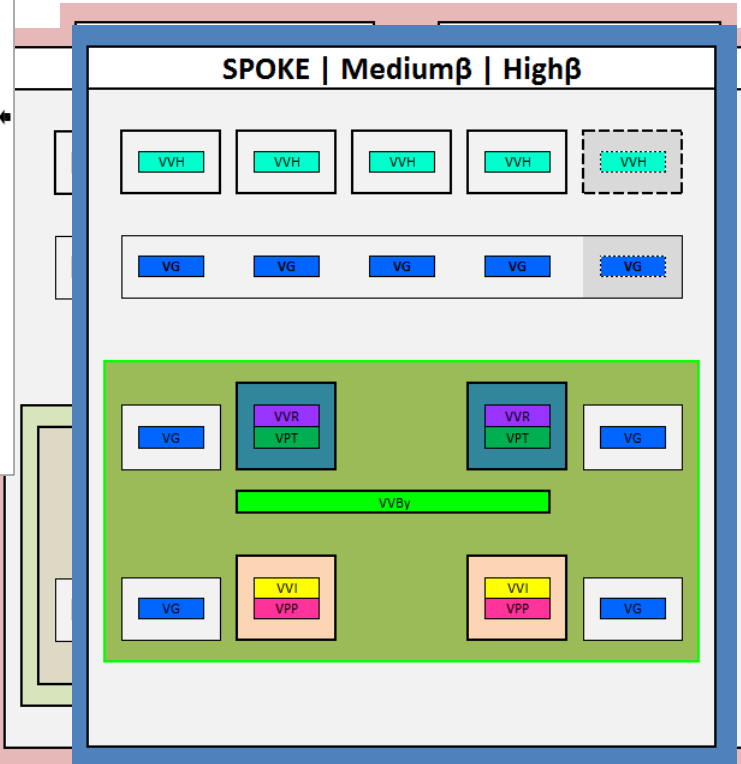 SPOKE | Mediumβ | Highβ
VVH VVH VVH VVH VVH
VG VG VG VG VG
VVR VVR
VG VPT VPT VG
VVBy
VVI VVI
VG VPP VPP VG